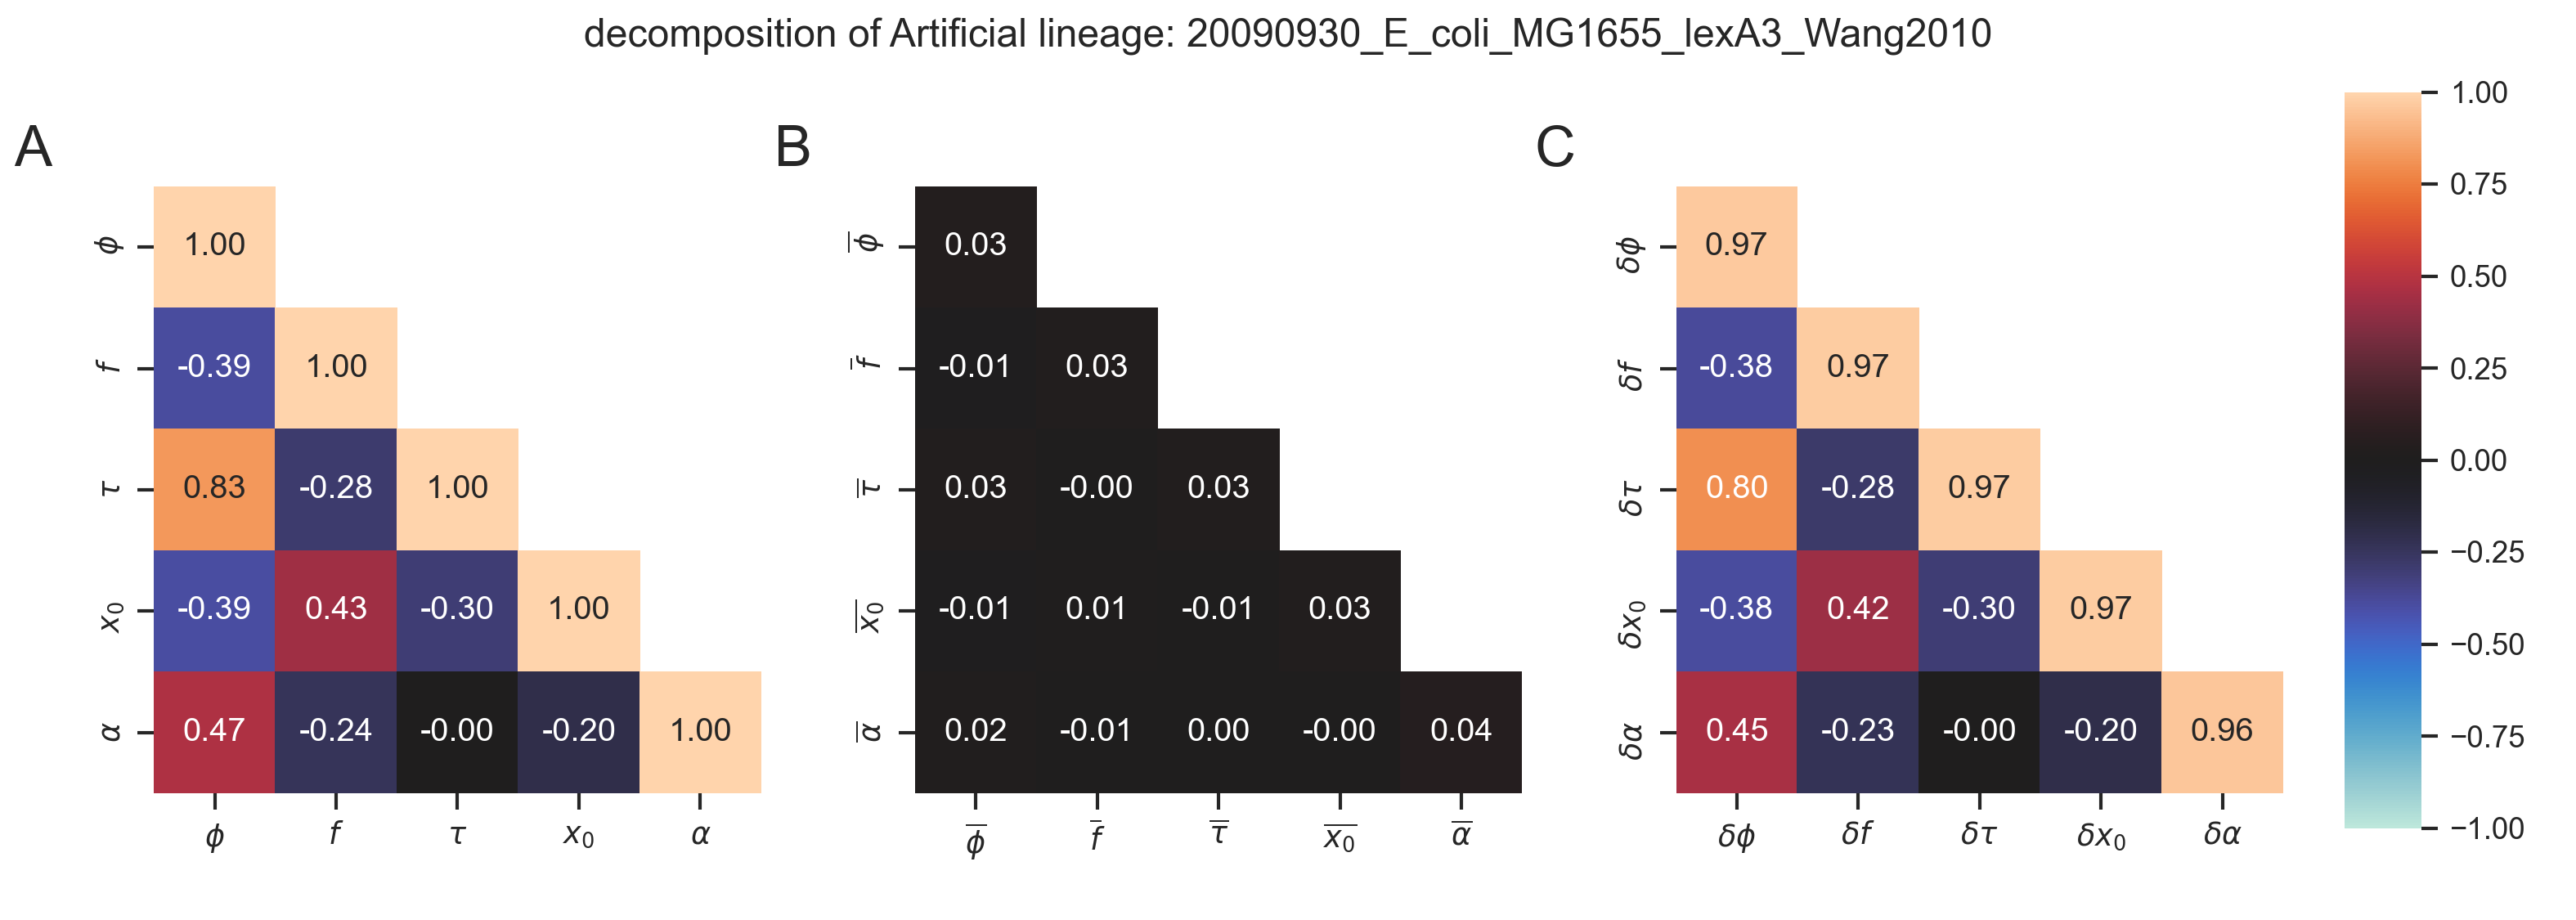 decomposition of Artificial lineage: 20090930_E_coli_MG1655_lexA3_Wang2010
A
ϕ 1.00
f -0.39 1.00
τ 0.83 -0.28 1.00
x₀ -0.39 0.43 -0.30 1.00
α 0.47 -0.24 -0.00 -0.20 1.00
ϕ f τ x₀ α
B
ϕ̅ 0.03
f̅ -0.01 0.03
τ̅ 0.03 -0.00 0.03
x̅₀ -0.01 0.01 -0.01 0.03
α̅ 0.02 -0.01 0.00 -0.00 0.04
ϕ̅ f̅ τ̅ x̅₀ α̅
C
δϕ 0.97
δf -0.38 0.97
δτ 0.80 -0.28 0.97
δx₀ -0.38 0.42 -0.30 0.97
δα 0.45 -0.23 -0.00 -0.20 0.96
δϕ δf δτ δx₀ δα
1.00
0.75
0.50
0.25
0.00
−0.25
−0.50
−0.75
−1.00